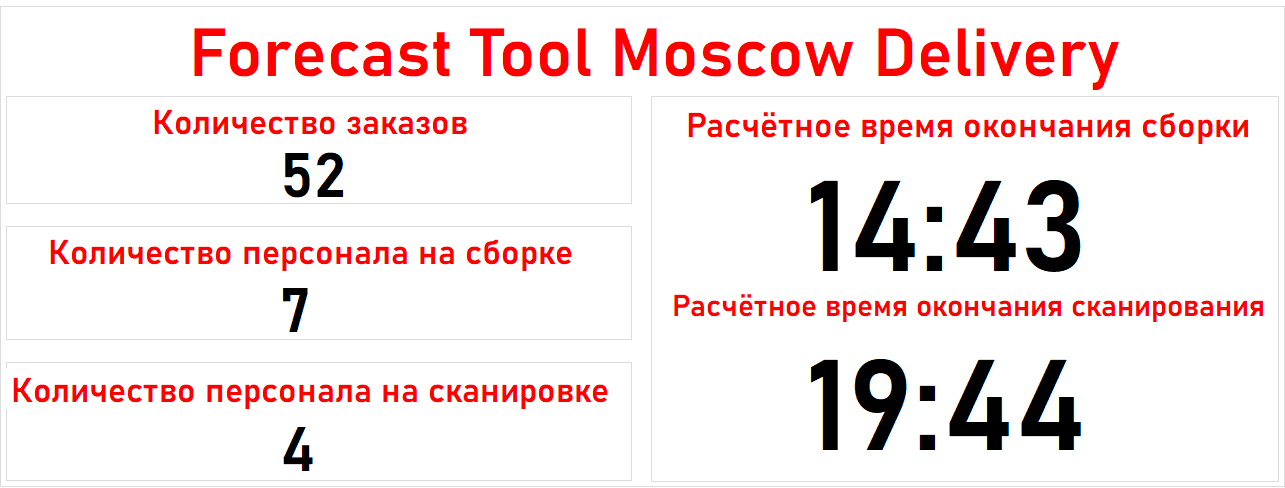 Forecast Tool Moscow Delivery
Количество заказов
52
Количество персонала на сборке
7
Количество персонала на сканировке
4
Расчётное время окончания сборки
14:43
Расчётное время окончания сканирования
19:44